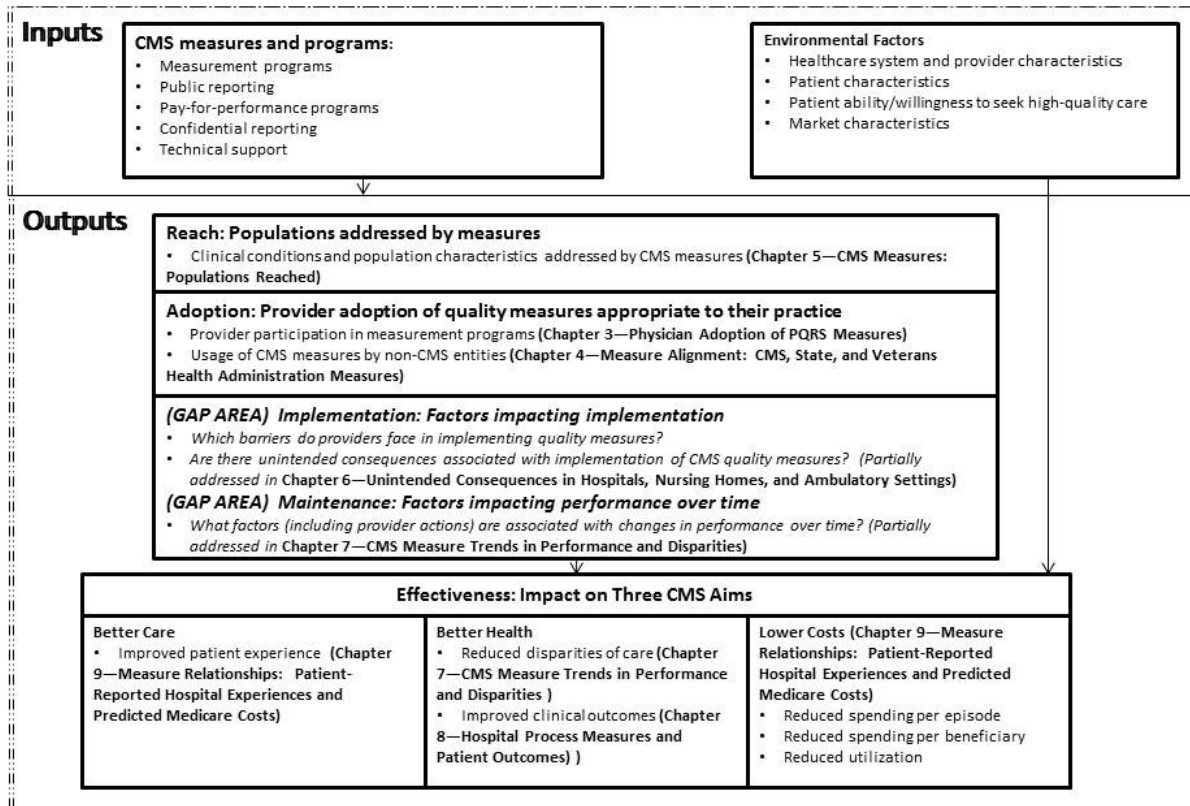 Inputs
CMS measures and programs:
• Measurement programs
• Public reporting
• Pay-for-performance programs
• Confidential reporting
• Technical support
Environmental Factors
• Healthcare system and provider characteristics
• Patient characteristics
• Patient ability/willingness to seek high-quality care
• Market characteristics
Outputs
Reach: Populations addressed by measures
• Clinical conditions and population characteristics addressed by CMS measures (Chapter 5—CMS Measures:
Populations Reached)
Adoption: Provider adoption of quality measures appropriate to their practice
• Provider participation in measurement programs (Chapter 3—Physician Adoption of PQRS Measures)
• Usage of CMS measures by non-CMS entities (Chapter 4—Measure Alignment: CMS, State, and Veterans
Health Administration Measures)
(GAP AREA) Implementation: Factors impacting implementation
• Which barriers do providers face in implementing quality measures?
• Are there unintended consequences associated with implementation of CMS quality measures? (Partially
addressed in Chapter 6—Unintended Consequences in Hospitals, Nursing Homes, and Ambulatory Settings)
(GAP AREA) Maintenance: Factors impacting performance over time
• What factors (including provider actions) are associated with changes in performance over time? (Partially
addressed in Chapter 7—CMS Measure Trends in Performance and Disparities)
Effectiveness: Impact on Three CMS Aims
Better Care
• Improved patient experience (Chapter
9—Measure Relationships: Patient-
Reported Hospital Experiences and
Predicted Medicare Costs)
Better Health
• Reduced disparities of care (Chapter
7—CMS Measure Trends in Performance
and Disparities )
• Improved clinical outcomes (Chapter
8—Hospital Process Measures and
Patient Outcomes) )
Lower Costs (Chapter 9—Measure
Relationships: Patient-Reported
Hospital Experiences and Predicted
Medicare Costs)
• Reduced spending per episode
• Reduced spending per beneficiary
• Reduced utilization